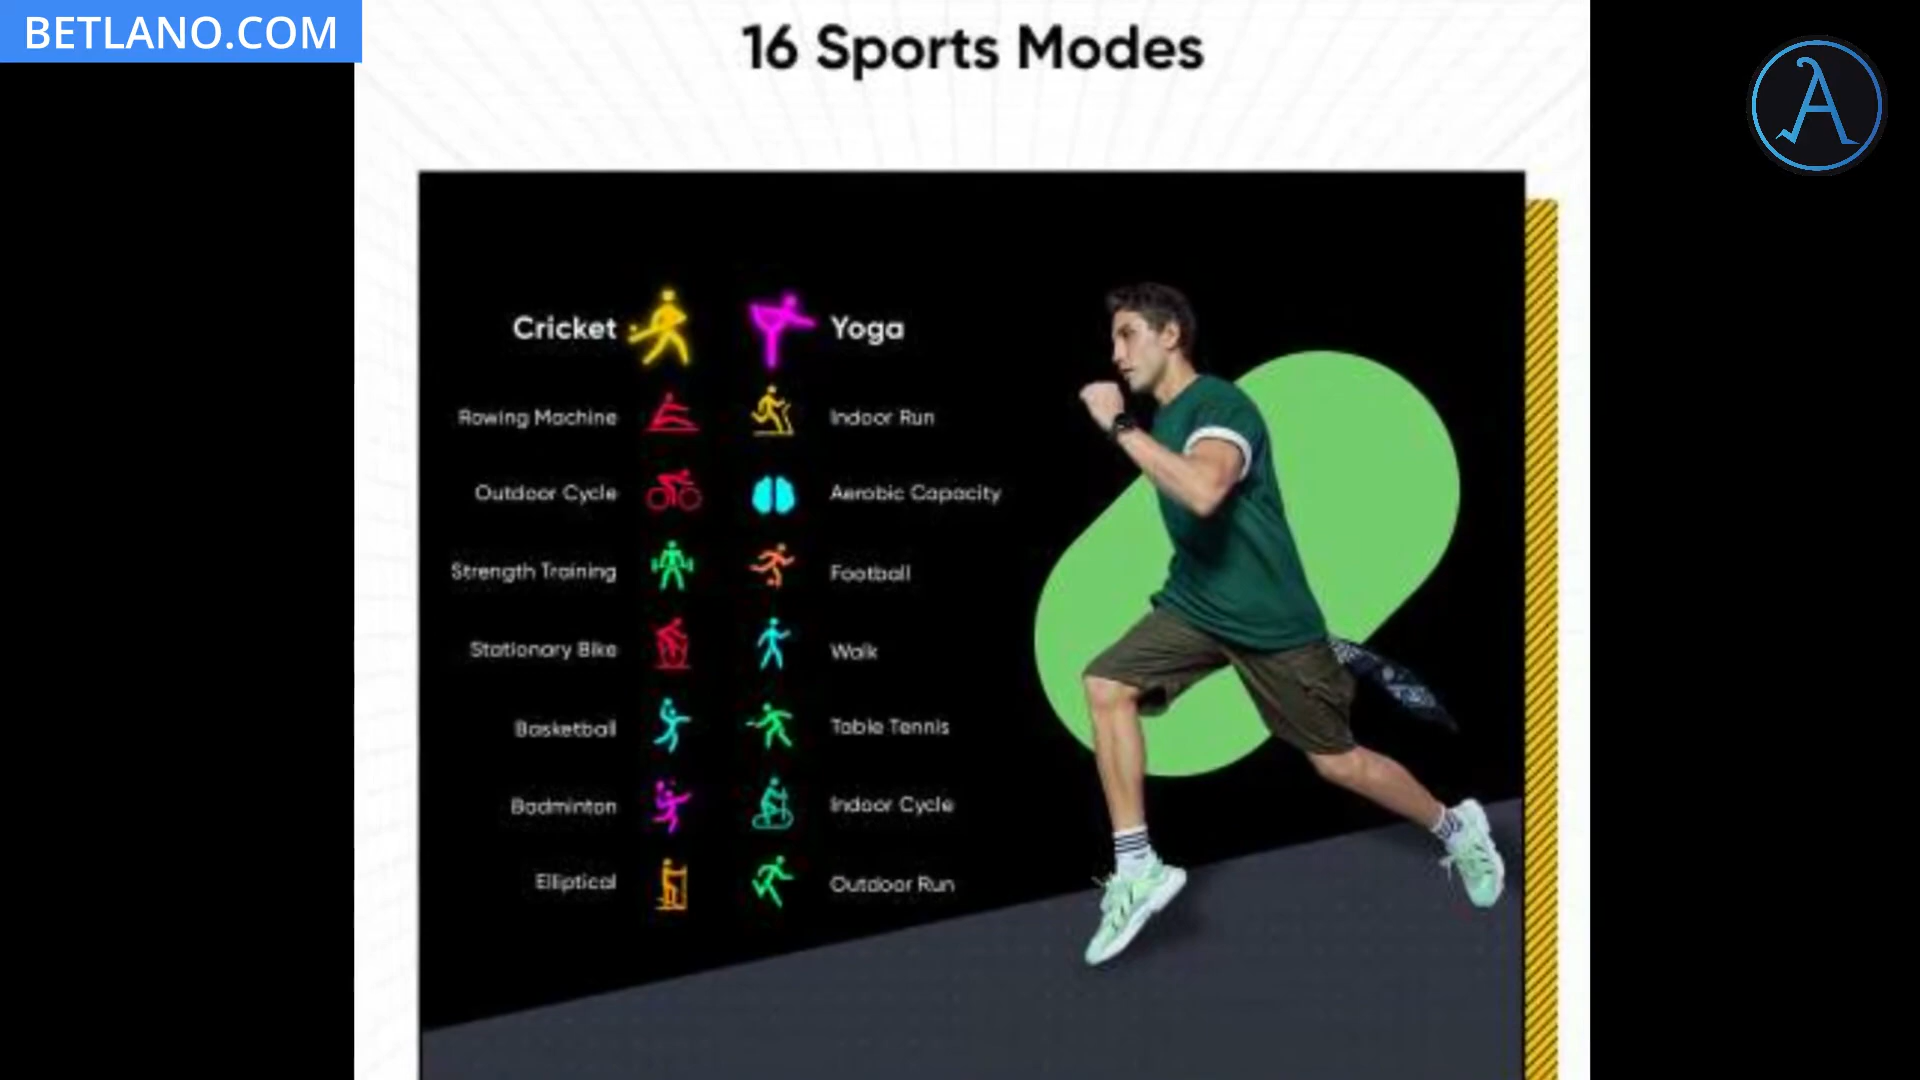 BETLANO.COM
16 Sports Modes
A
Cricket
Yoga
Rowing Machine
Indoor Run
Outdoor Cycle
Aerobic Capacity
Strength Training
Football
Stationary Bike
Walk
Basketball
Table Tennis
Badminton
Indoor Cycle
Elliptical
Outdoor Run